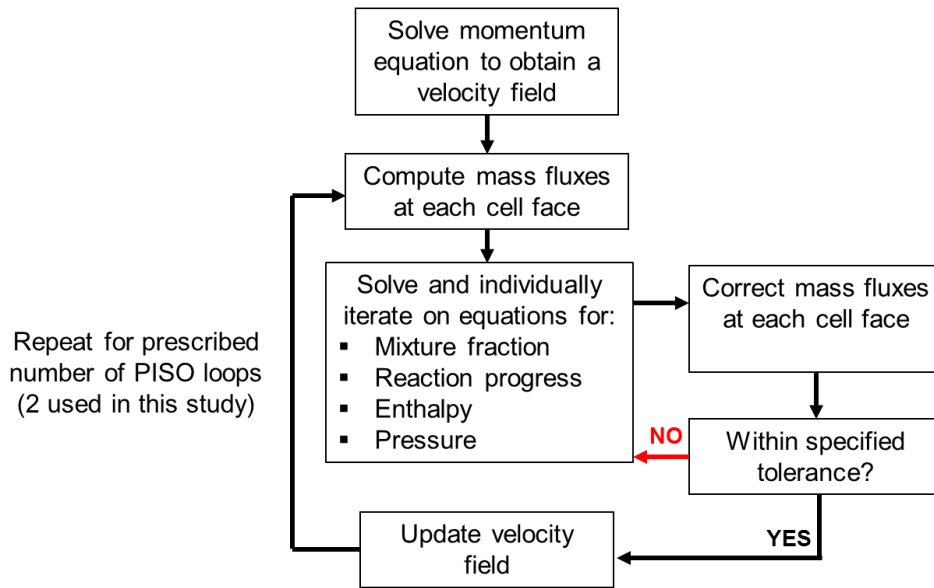 Solve momentum
equation to obtain a
velocity field
Compute mass fluxes
at each cell face
Solve and individually
iterate on equations for:
▪ Mixture fraction
▪ Reaction progress
▪ Enthalpy
▪ Pressure
Correct mass fluxes
at each cell face
Repeat for prescribed
number of PISO loops
(2 used in this study)
NO
Within specified
tolerance?
YES
Update velocity
field